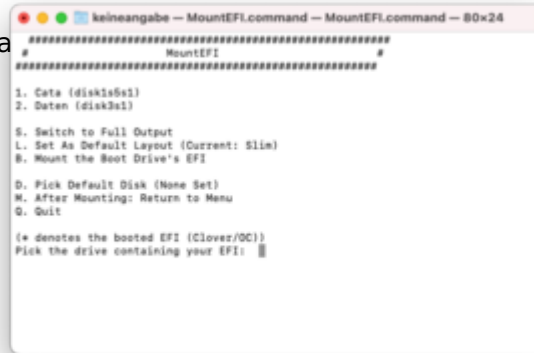 keineangabe — MountEFI.command — MountEFI.command — 80×24
a
########################################################
# MountEFI #
########################################################
1. Cata (disk1s5s1)
2. Daten (disk3s1)
S. Switch to Full Output
L. Set As Default Layout (Current: Slim)
B. Mount the Boot Drive's EFI
D. Pick Default Disk (None Set)
M. After Mounting: Return to Menu
Q. Quit
(* denotes the booted EFI (Clover/OC))
Pick the drive containing your EFI: